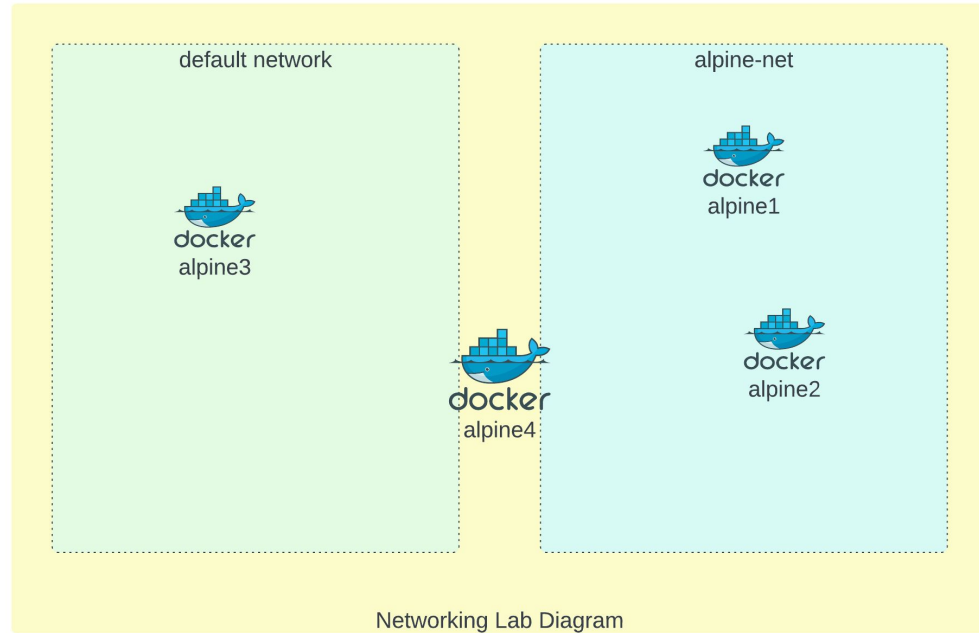 default network
alpine-net
docker
alpine1
docker
alpine3
docker
alpine2
docker
alpine4
Networking Lab Diagram